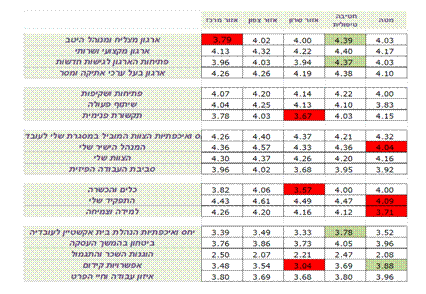 אזור מרכז אזור צפון אזור שרון חטיבה טיפולית מטה
ארגון מצליח ומנוהל היטב 3.79 4.02 4.00 4.39 4.03
ארגון מקצועי ושרותי 4.13 4.32 4.22 4.40 4.17
פתיחות הארגון לגישות חדשות 3.96 4.03 3.94 4.37 4.03
ארגון בעל ערכי אתיקה ומסר 4.26 4.26 4.19 4.38 4.10
פתיחות ושקיפות 4.07 4.20 4.14 4.22 4.00
שיתוף פעולה 4.04 4.25 4.13 4.10 3.83
תקשורת פנימית 3.78 4.03 3.67 4.03 4.15
יחס ואיכפתיות הצוות המוביל במסגרת שלי לעובד 4.26 4.40 4.37 4.21 4.32
המנהל הישיר שלי 4.36 4.57 4.33 4.36 4.04
הצוות שלי 4.30 4.37 4.26 4.20 4.16
סביבת העבודה הפיזית 3.96 4.02 3.68 3.95 3.92
כלים והכשרה 3.82 4.06 3.57 4.00 4.00
התפקיד שלי 4.43 4.61 4.49 4.47 4.09
למידה וצמיחה 4.26 4.20 4.16 4.12 3.71
יחס ואיכפתיות הנהלת בית אקשטיין לעובדיה 3.39 3.49 3.33 3.78 3.52
ביטחון בהמשך העסקה 3.76 3.86 3.73 4.05 3.96
הוגנות השכר והתגמול 2.50 2.07 2.21 2.47 2.08
אפשרויות קידום 3.48 3.54 3.04 3.69 3.88
איזון עבודה וחיי הפרט 3.80 3.69 3.68 3.80 3.96